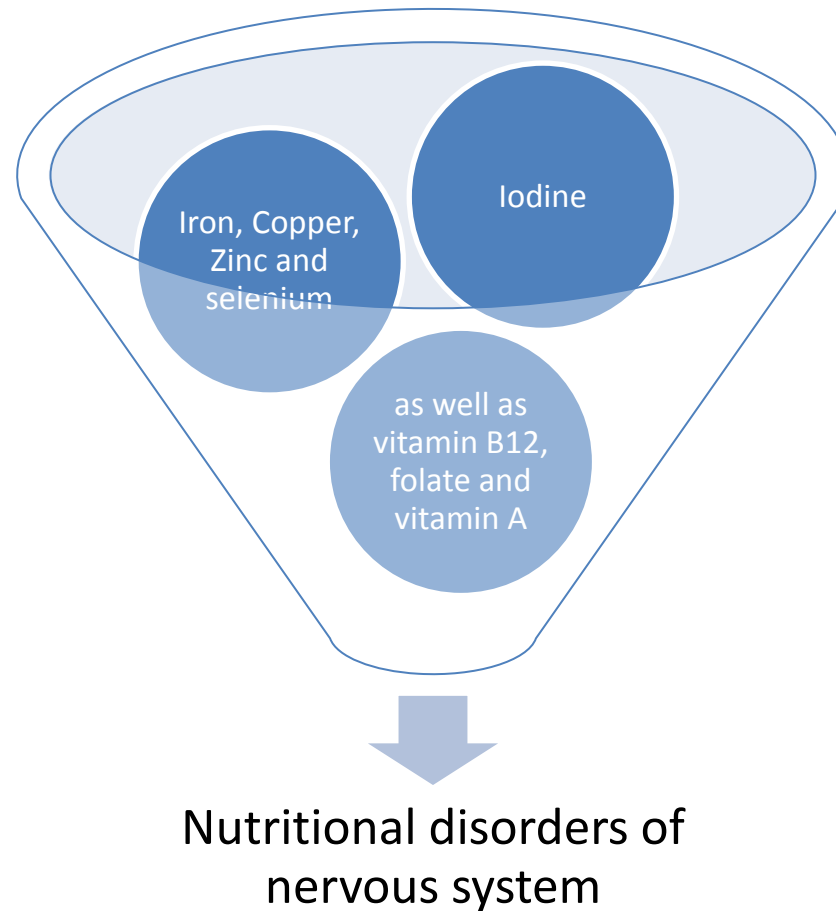 Iodine
Iron, Copper,
Zinc and
selenium
as well as
vitamin B12,
folate and
vitamin A
Nutritional disorders of
nervous system